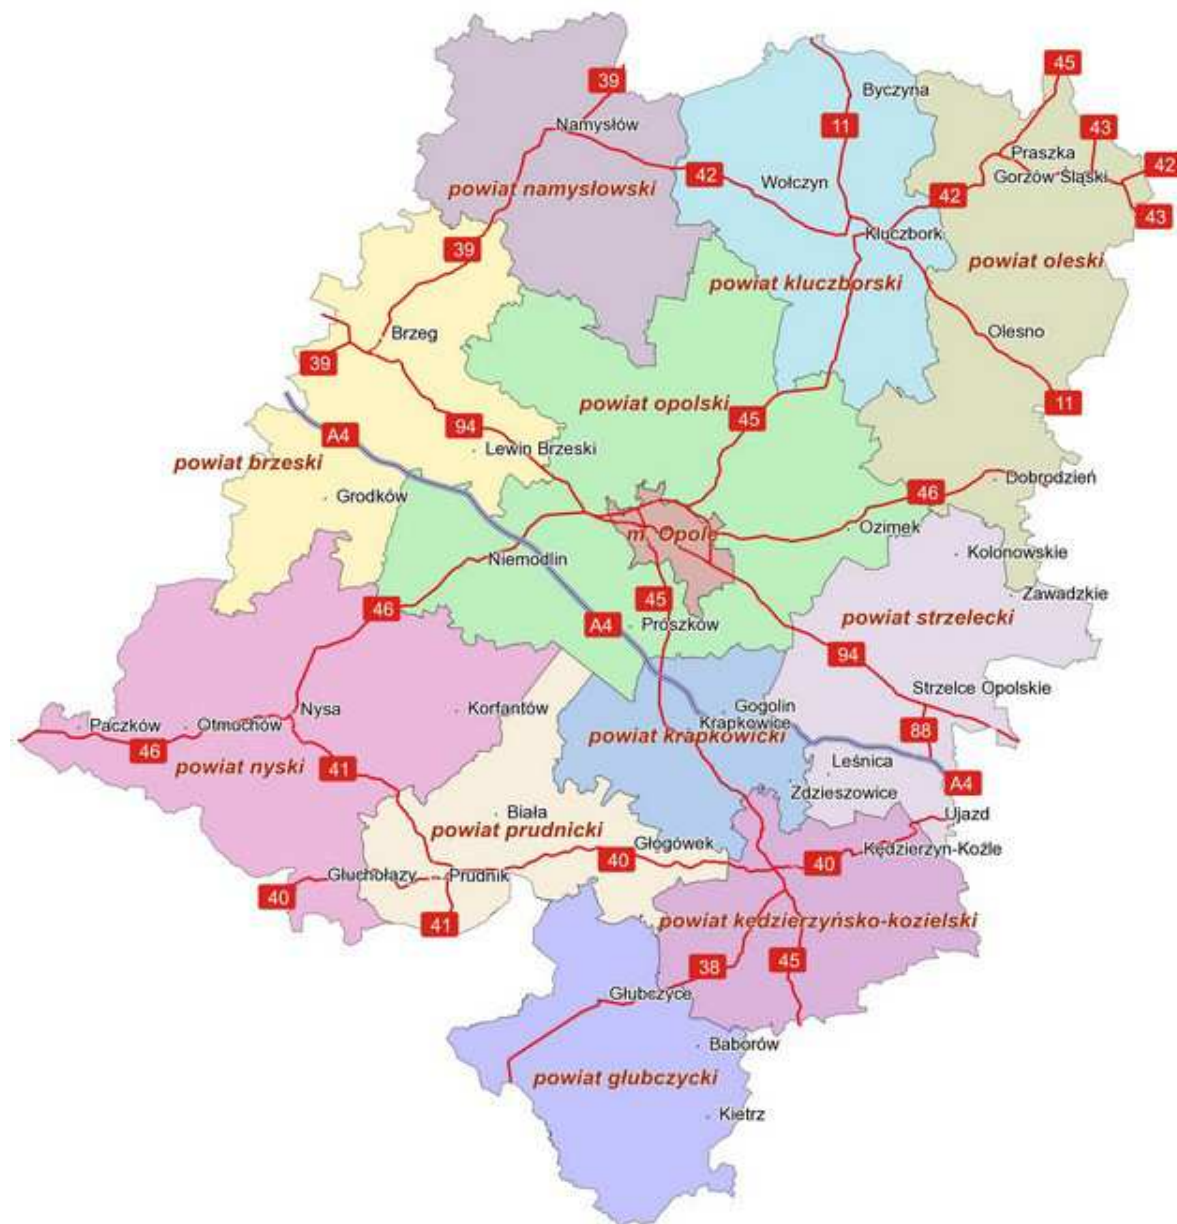 45
39
Byczyna
Namysłów
11
43
Praszka
42
Wołczyn
42
Gorzów Śląski
powiat namysłowski
42
43
Kluczbork
39
powiat oleski
powiat kluczborski
Brzeg
Olesno
39
powiat opolski
11
45
94
A4
Lewin Brzeski
powiat brzeski
Dobrodzień
46
Grodków
Ozimek
m. Opole
Kolonowskie
Niemodlin
Zawadzkie
45
46
powiat strzelecki
A4
Prószków
94
Strzelce Opolskie
Nysa
Korfantów
Gogolin
Paczków
Otmuchów
Krapkowice
88
powiat krapkowicki
46
Leśnica
powiat nyski
41
A4
Zdzieszowice
Biała
Ujazd
powiat prudnicki
Głogówek
Kędzierzyn-Koźle
40
40
Głuchołazy
Prudnik
40
41
powiat kędzierzyńsko-kozielski
45
38
Głubczyce
Baborów
powiat głubczycki
Kietrz